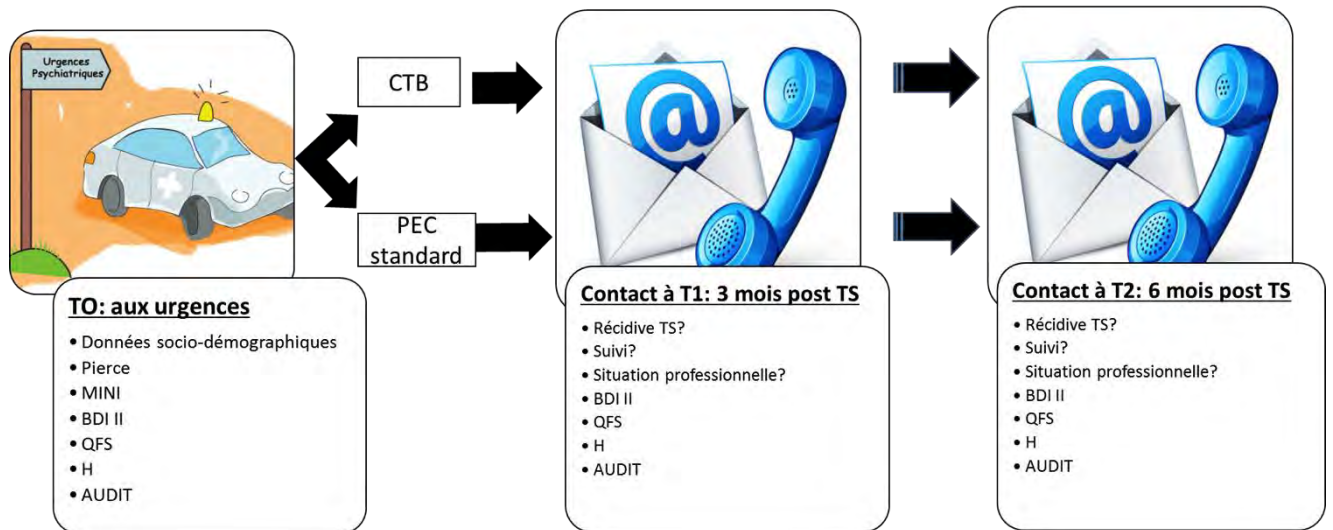 Urgences
Psychiatriques
CTB
PEC
standard
@
@
TO: aux urgences
• Données socio-démographiques
• Pierce
• MINI
• BDI II
• QFS
• H
• AUDIT
Contact à T1: 3 mois post TS
• Récidive TS?
• Suivi?
• Situation professionnelle?
• BDI II
• QFS
• H
• AUDIT
Contact à T2: 6 mois post TS
• Récidive TS?
• Suivi?
• Situation professionnelle?
• BDI II
• QFS
• H
• AUDIT